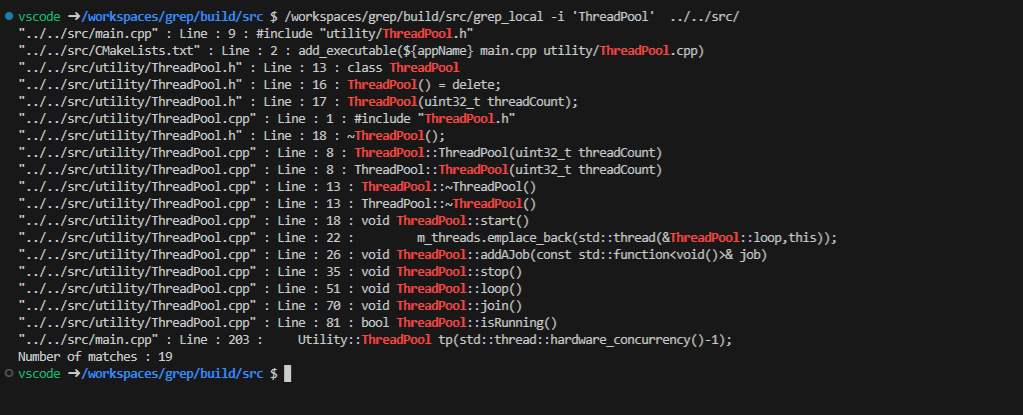 vscode ➜/workspaces/grep/build/src $ /workspaces/grep/build/src/grep_local -i 'ThreadPool'  ../../src/
"../../src/main.cpp" : Line : 9 : #include "utility/ThreadPool.h"
"../../src/CMakeLists.txt" : Line : 2 : add_executable(${appName} main.cpp utility/ThreadPool.cpp)
"../../src/utility/ThreadPool.h" : Line : 13 : class ThreadPool
"../../src/utility/ThreadPool.h" : Line : 16 : ThreadPool() = delete;
"../../src/utility/ThreadPool.h" : Line : 17 : ThreadPool(uint32_t threadCount);
"../../src/utility/ThreadPool.cpp" : Line : 1 : #include "ThreadPool.h"
"../../src/utility/ThreadPool.h" : Line : 18 : ~ThreadPool();
"../../src/utility/ThreadPool.cpp" : Line : 8 : ThreadPool::ThreadPool(uint32_t threadCount)
"../../src/utility/ThreadPool.cpp" : Line : 8 : ThreadPool::ThreadPool(uint32_t threadCount)
"../../src/utility/ThreadPool.cpp" : Line : 13 : ThreadPool::~ThreadPool()
"../../src/utility/ThreadPool.cpp" : Line : 13 : ThreadPool::~ThreadPool()
"../../src/utility/ThreadPool.cpp" : Line : 18 : void ThreadPool::start()
"../../src/utility/ThreadPool.cpp" : Line : 22 :         m_threads.emplace_back(std::thread(&ThreadPool::loop,this));
"../../src/utility/ThreadPool.cpp" : Line : 26 : void ThreadPool::addAJob(const std::function<void()>& job)
"../../src/utility/ThreadPool.cpp" : Line : 35 : void ThreadPool::stop()
"../../src/utility/ThreadPool.cpp" : Line : 51 : void ThreadPool::loop()
"../../src/utility/ThreadPool.cpp" : Line : 70 : void ThreadPool::join()
"../../src/utility/ThreadPool.cpp" : Line : 81 : bool ThreadPool::isRunning()
"../../src/main.cpp" : Line : 203 :     Utility::ThreadPool tp(std::thread::hardware_concurrency()-1);
Number of matches : 19
vscode ➜/workspaces/grep/build/src $